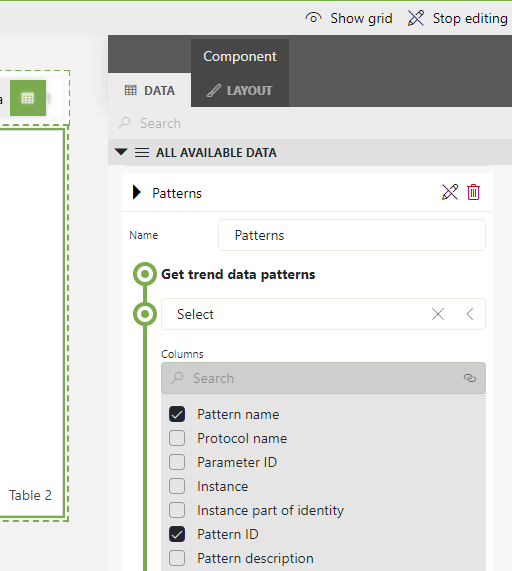 Show grid Stop editing
Component
DATA LAYOUT
Search
ALL AVAILABLE DATA
Patterns
Name Patterns
Get trend data patterns
Select
Columns
Search
Pattern name
Protocol name
Parameter ID
Instance
Instance part of identity
Pattern ID
Pattern description
Table 2